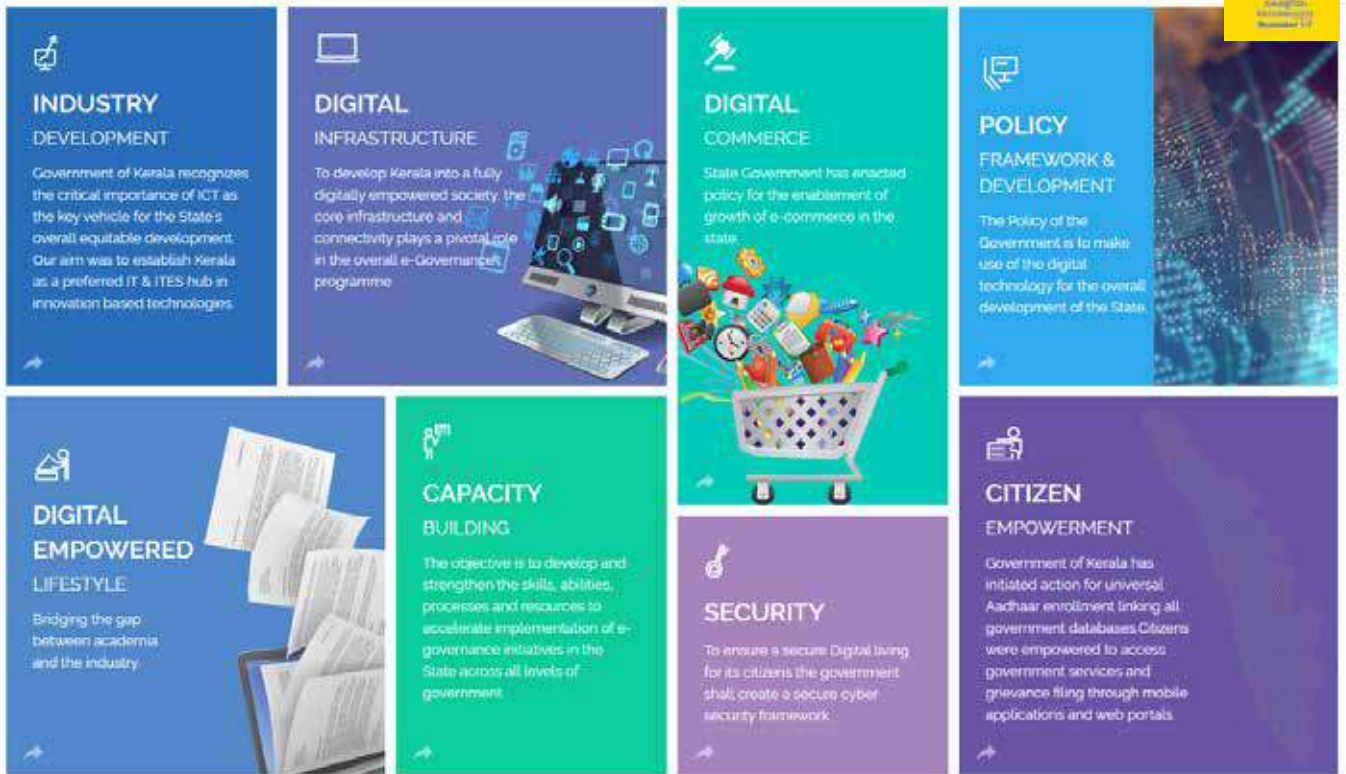 INDUSTRY
DEVELOPMENT
Government of Kerala recognizes
the critical importance of ICT as
the key vehicle for the State's
overall equitable development.
Our aim was to establish Kerala
as a preferred IT & ITES hub in
innovation based technologies.
DIGITAL
INFRASTRUCTURE
To develop Kerala into a fully
digitally empowered society, the
core infrastructure and
connectivity plays a pivotal role
in the overall e-Governance
programme
DIGITAL
COMMERCE
State Government has enacted
policy for the enablement of
growth of e-commerce in the
state
POLICY
FRAMEWORK &
DEVELOPMENT
The Policy of the
Government is to make
use of the digital
technology for the overall
development of the State.
DIGITAL
EMPOWERED
LIFESTYLE
Bridging the gap
between academia
and the industry
CAPACITY
BUILDING
The objective is to develop and
strengthen the skills, abilities,
processes and resources to
accelerate implementation of e-
governance initiatives in the
State across all levels of
government
SECURITY
To ensure a secure Digital living
for its citizens the government
shall create a secure cyber
security framework
CITIZEN
EMPOWERMENT
Government of Kerala has
initiated action for universal
Aadhaar enrollment linking all
government databases.Citizens
were empowered to access
government services and
grievance filing through mobile
applications and web portals.